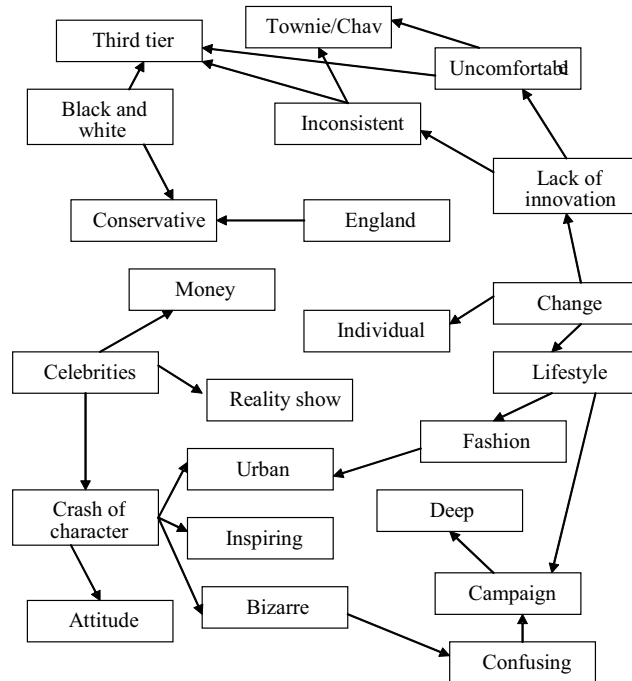 Townie/Chav
Third tier
Uncomfortable
Black and
white
Inconsistent
Lack of
innovation
Conservative
England
Money
Change
Individual
Celebrities
Lifestyle
Reality show
Fashion
Urban
Deep
Crash of
character
Inspiring
Campaign
Bizarre
Attitude
Confusing